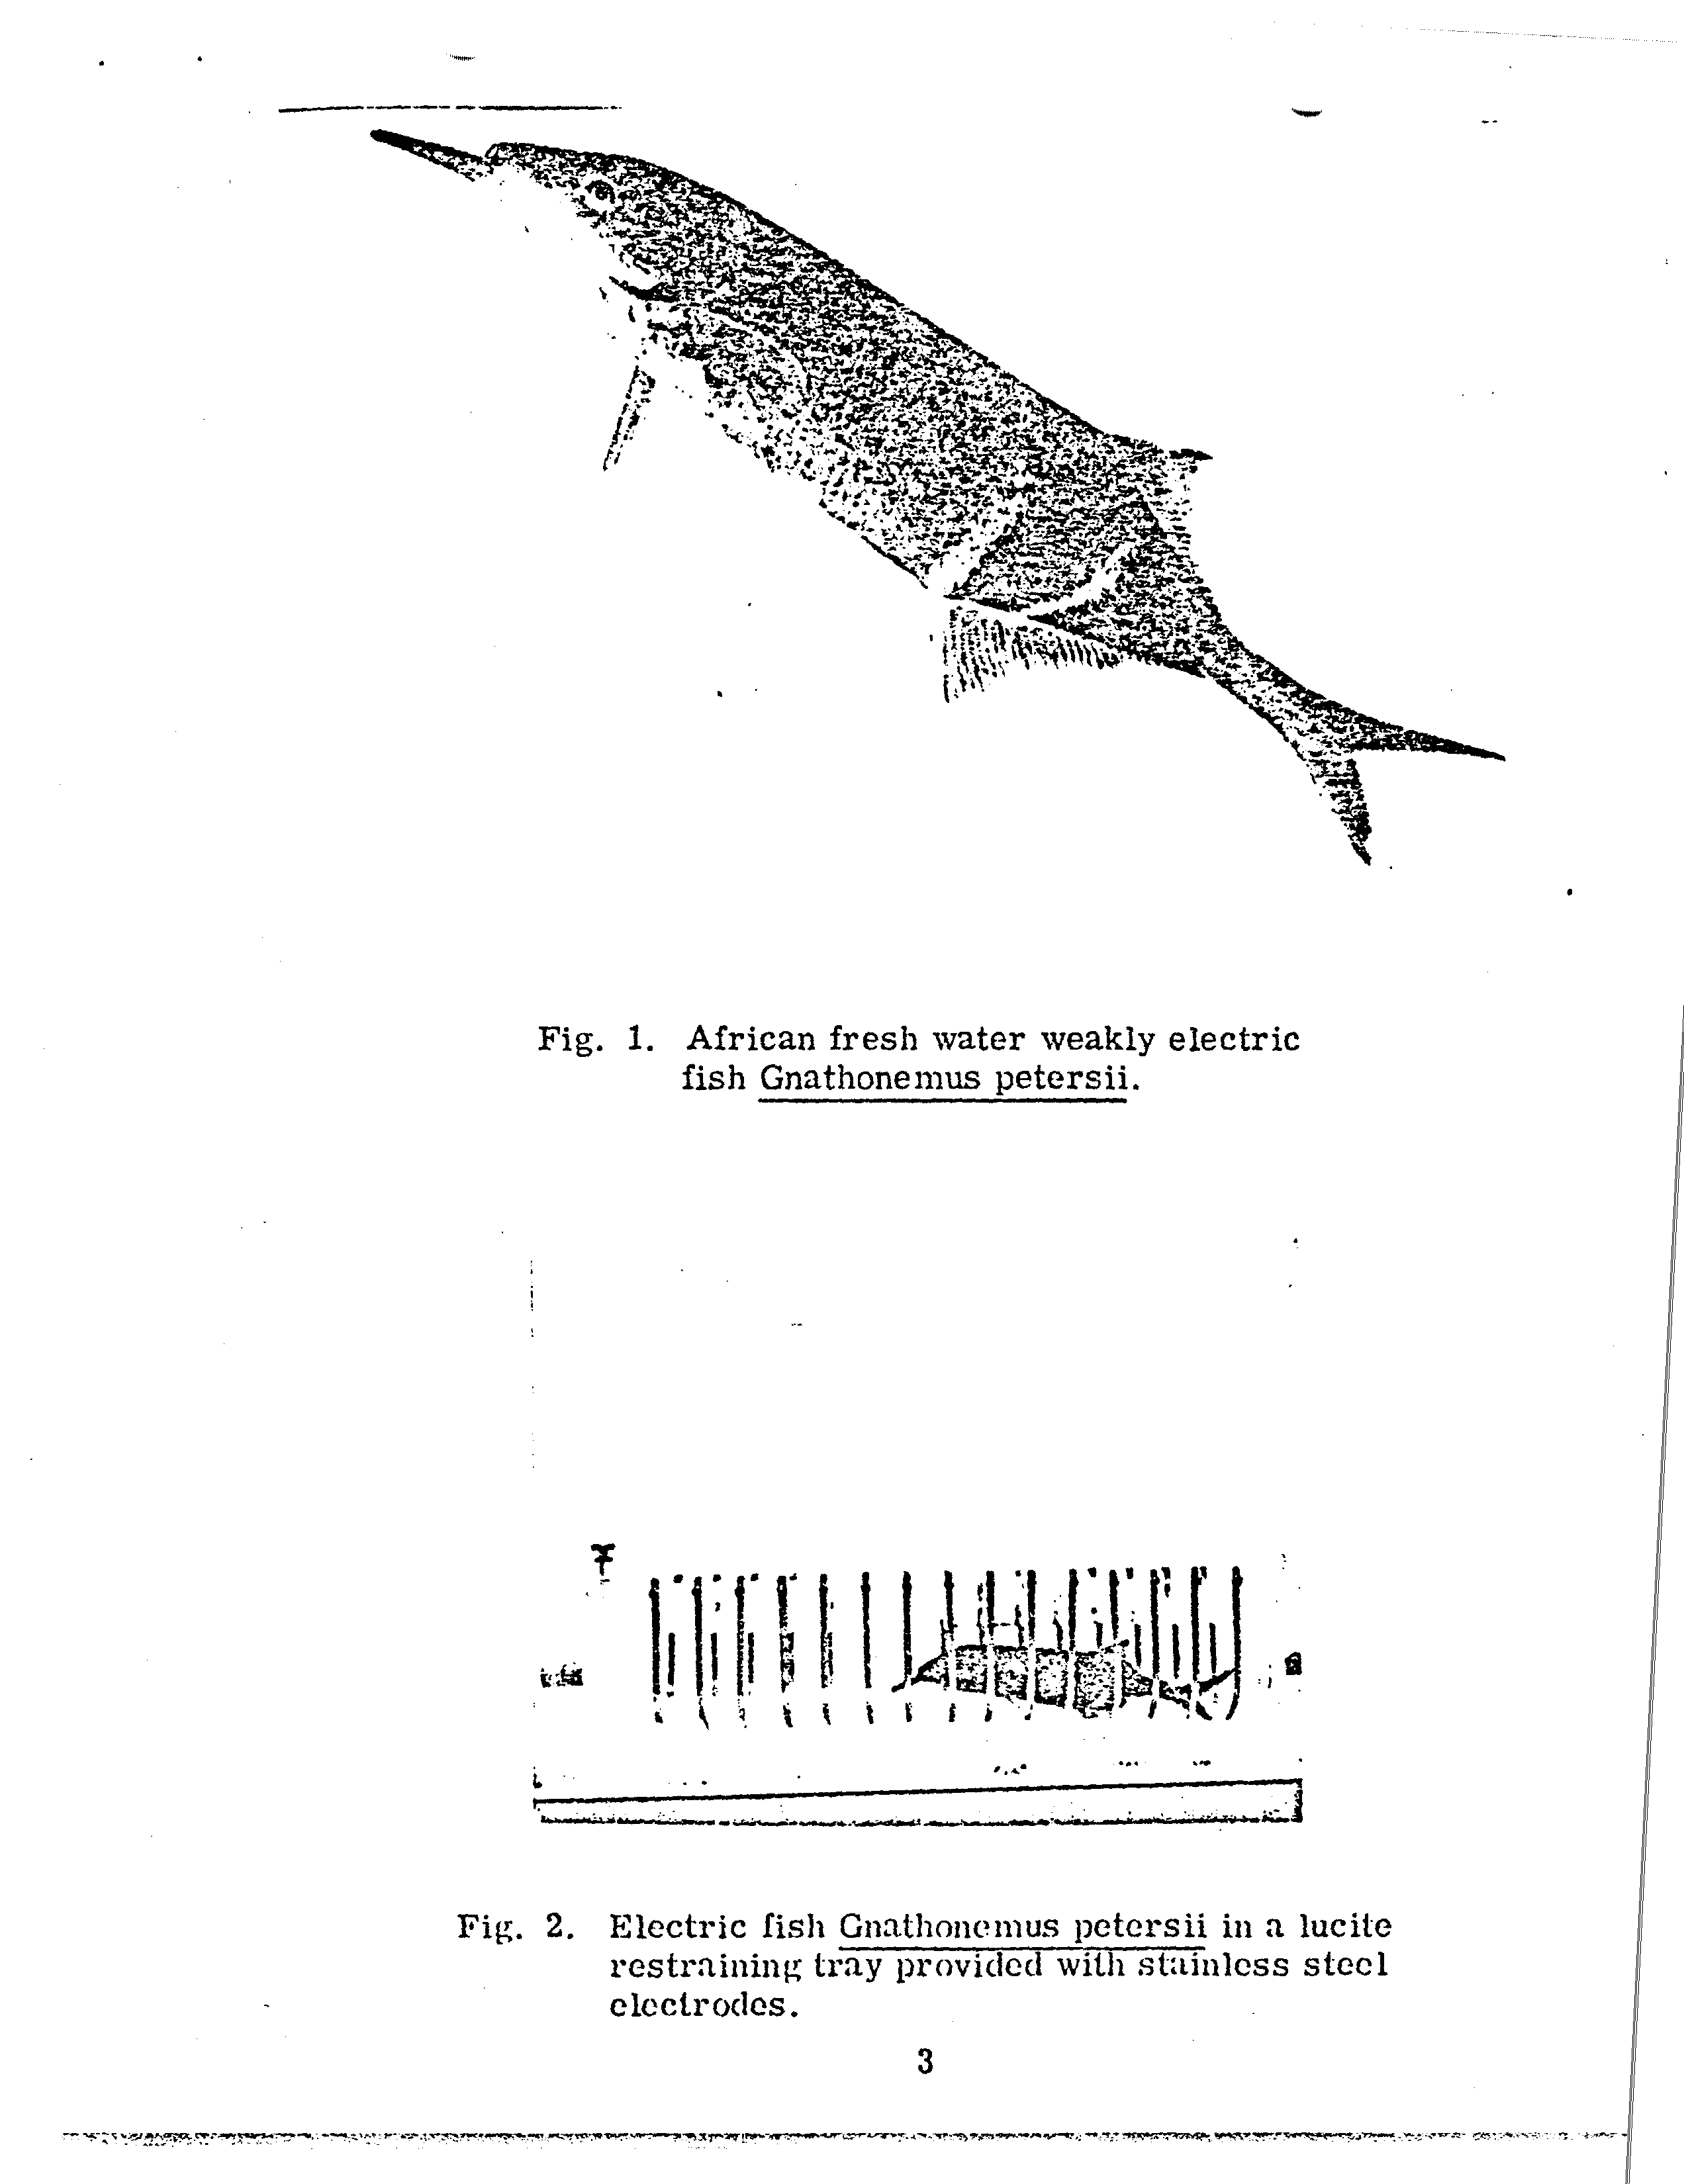 Fig. 1. African fresh water weakly electric
fish Gnathonemus petersii.
Fig. 2. Electric fish Gnathonemus petersii in a lucite
restraining tray provided with stainless steel
electrodes.
3